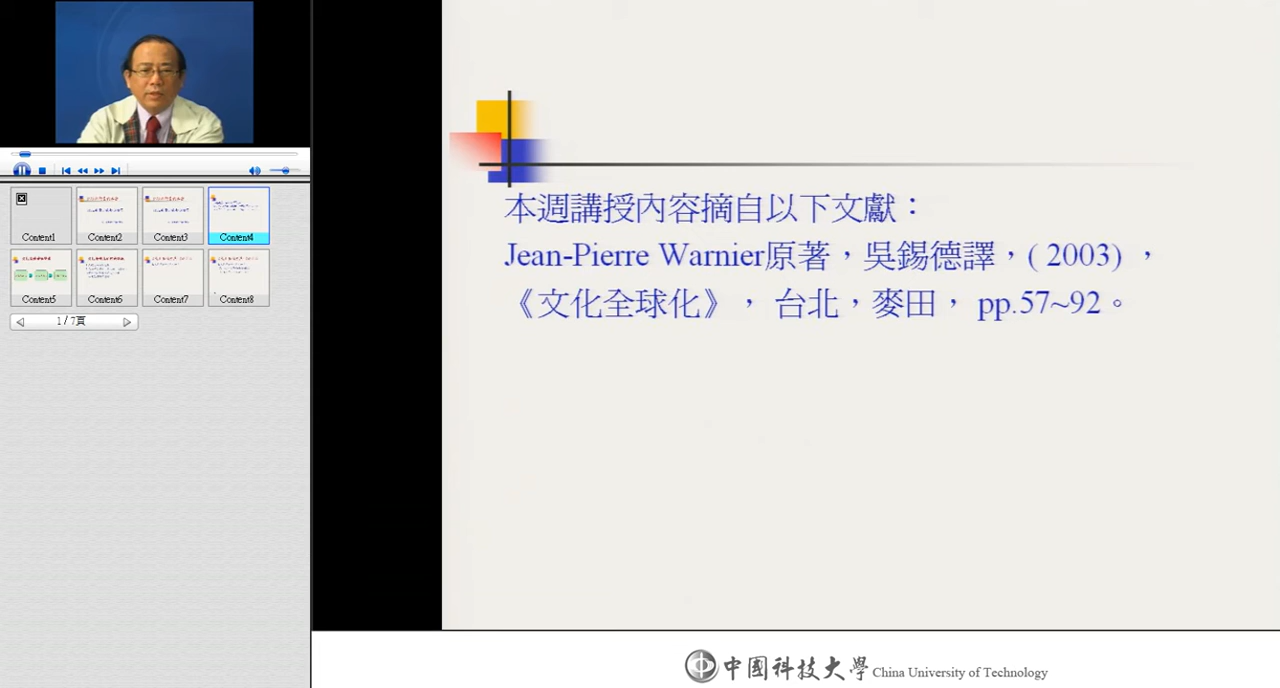 Content1
Content2
Content3
Content4
Content5
Content6
Content7
Content8
1 / 7頁
本週講授內容摘自以下文獻：
Jean-Pierre Warnier原著，吳錫德譯，( 2003) ，
《文化全球化》， 台北，麥田， pp.57~92。
中國科技大學 China University of Technology